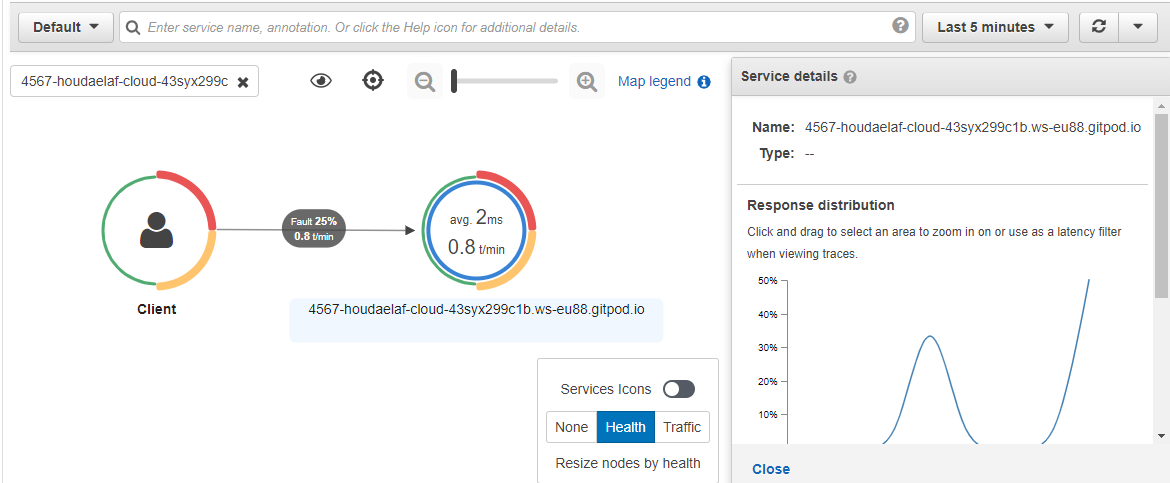 Default
Enter service name, annotation. Or click the Help icon for additional details.
?
Last 5 minutes
4567-houdaelaf-cloud-43syx299c
Map legend
Service details ?
Name: 4567-houdaelaf-cloud-43syx299c1b.ws-eu88.gitpod.io
Type: --
Response distribution
Click and drag to select an area to zoom in on or use as a latency filter
when viewing traces.
50%
40%
30%
20%
10%
Close
Fault 25%
0.8 t/min
avg. 2ms
0.8 t/min
Client
4567-houdaelaf-cloud-43syx299c1b.ws-eu88.gitpod.io
Services Icons
None Health Traffic
Resize nodes by health